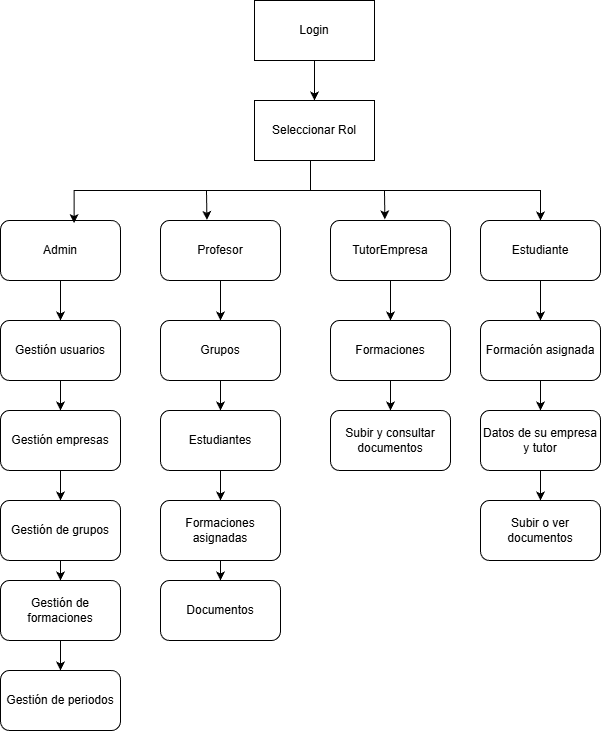 Login
Seleccionar Rol
Admin
Profesor
TutorEmpresa
Estudiante
Gestión usuarios
Grupos
Formaciones
Formación asignada
Gestión empresas
Estudiantes
Subir y consultar
documentos
Datos de su empresa
y tutor
Gestión de grupos
Formaciones
asignadas
Subir o ver
documentos
Gestión de
formaciones
Documentos
Gestión de periodos